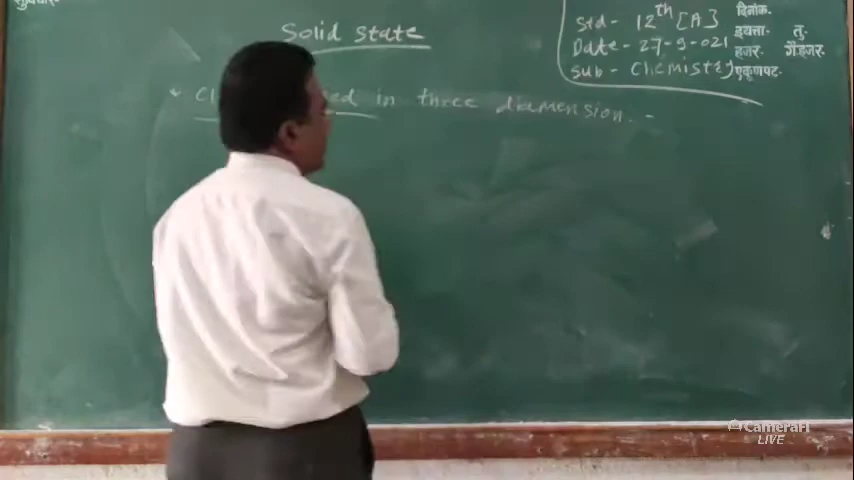 सुविचार:-
Solid state
Std - 12th [A]
Date - 27-9-021
Sub - Chemistry
दिनांक.
इयत्ता. तु.
हजर. गैरहजर.
एकुणपट.
in three diamension. -
CameraFi
LIVE